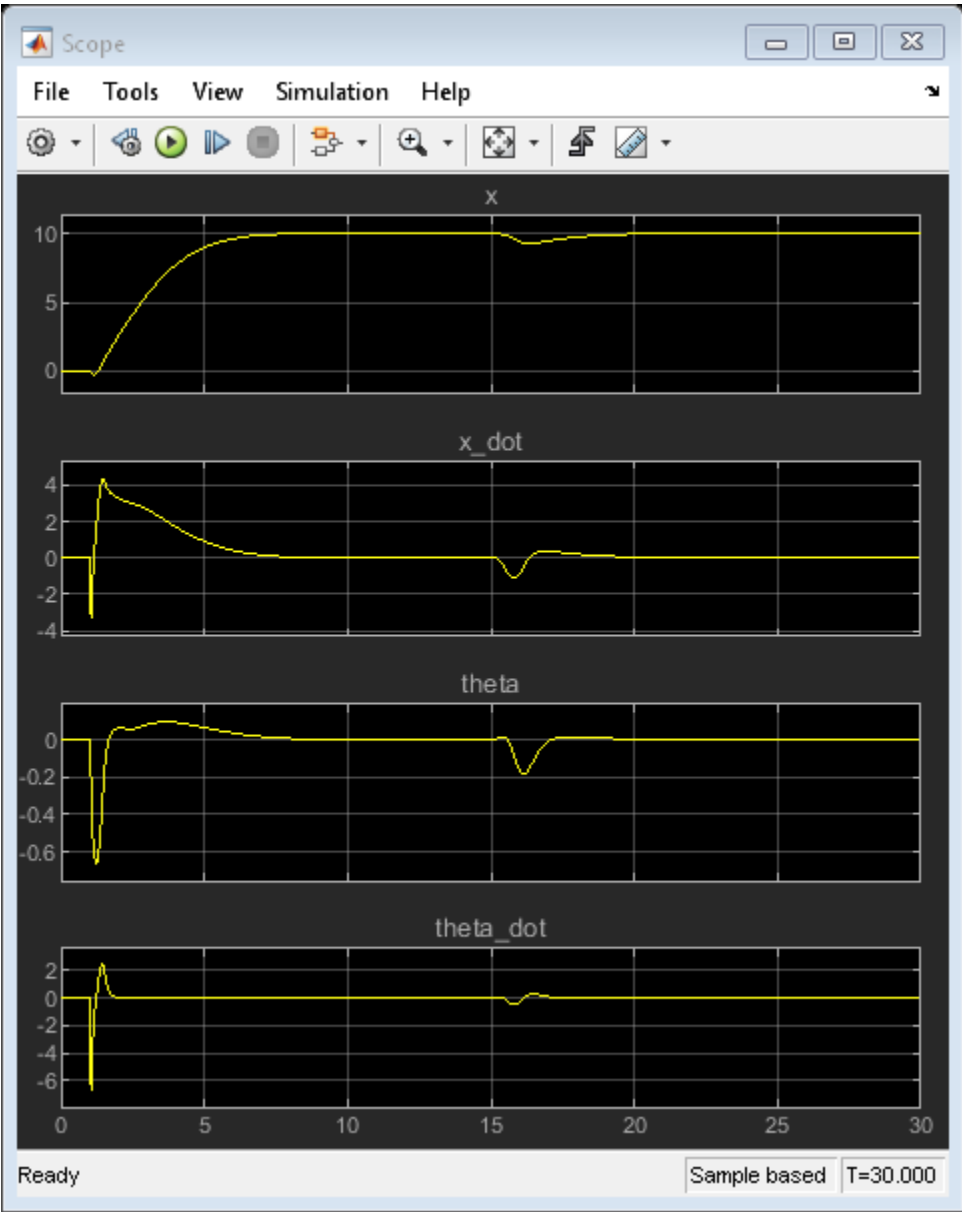 Scope
File Tools View Simulation Help
x
10
5
0
x_dot
4
2
0
-2
-4
theta
0
-0.2
-0.4
-0.6
theta_dot
2
0
-2
-4
-6
0 5 10 15 20 25 30
Ready Sample based T=30.000